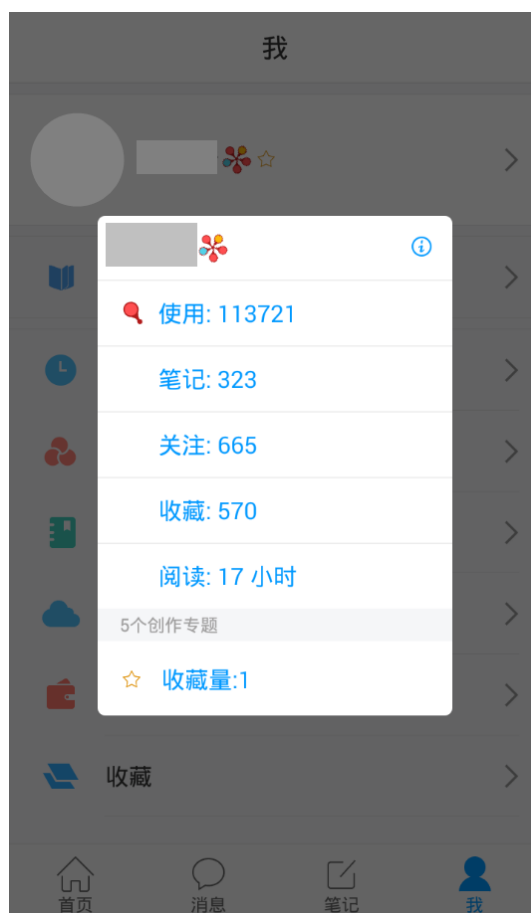 我
使用: 113721
笔记: 323
关注: 665
收藏: 570
阅读: 17 小时
5个创作专题
收藏量:1
收藏
首页
消息
笔记
我